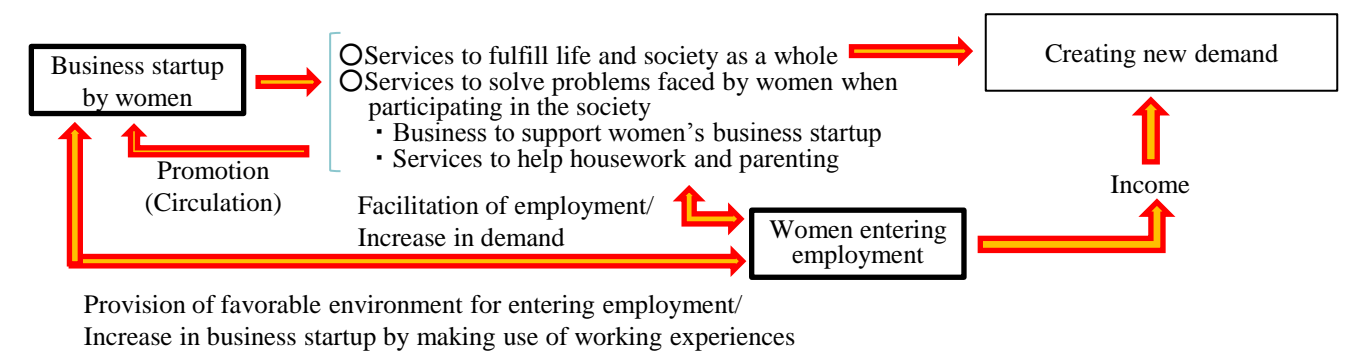 Business startup
by women
○Services to fulfill life and society as a whole
○Services to solve problems faced by women when
participating in the society
・Business to support women’s business startup
・Services to help housework and parenting
Creating new demand
Promotion
(Circulation)
Facilitation of employment/
Increase in demand
Women entering
employment
Income
Provision of favorable environment for entering employment/
Increase in business startup by making use of working experiences